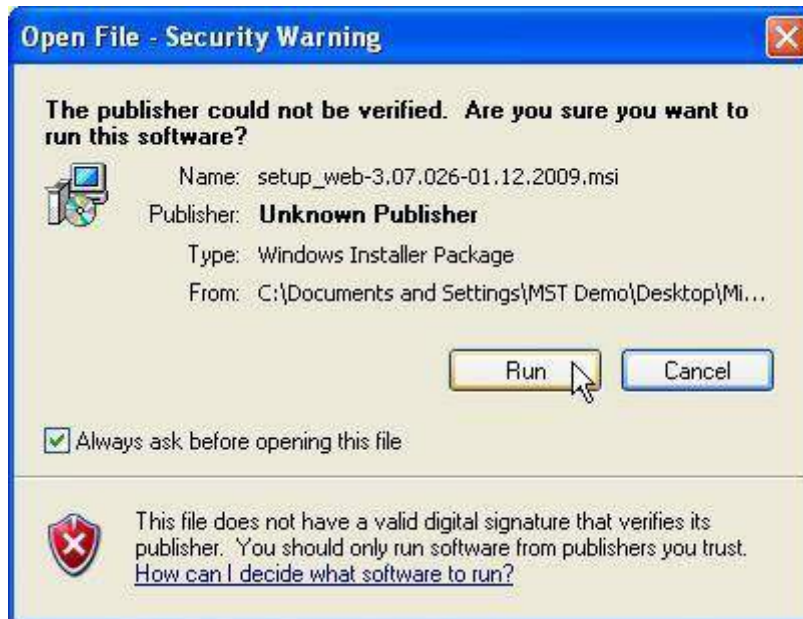 Open File - Security Warning
The publisher could not be verified.  Are you sure you want to
run this software?
Name: setup_web-3.07.026-01.12.2009.msi
Publisher: Unknown Publisher
Type: Windows Installer Package
From: C:\Documents and Settings\MST Demo\Desktop\Mi...
Run
Cancel
Always ask before opening this file
This file does not have a valid digital signature that verifies its
publisher.  You should only run software from publishers you trust.
How can I decide what software to run?